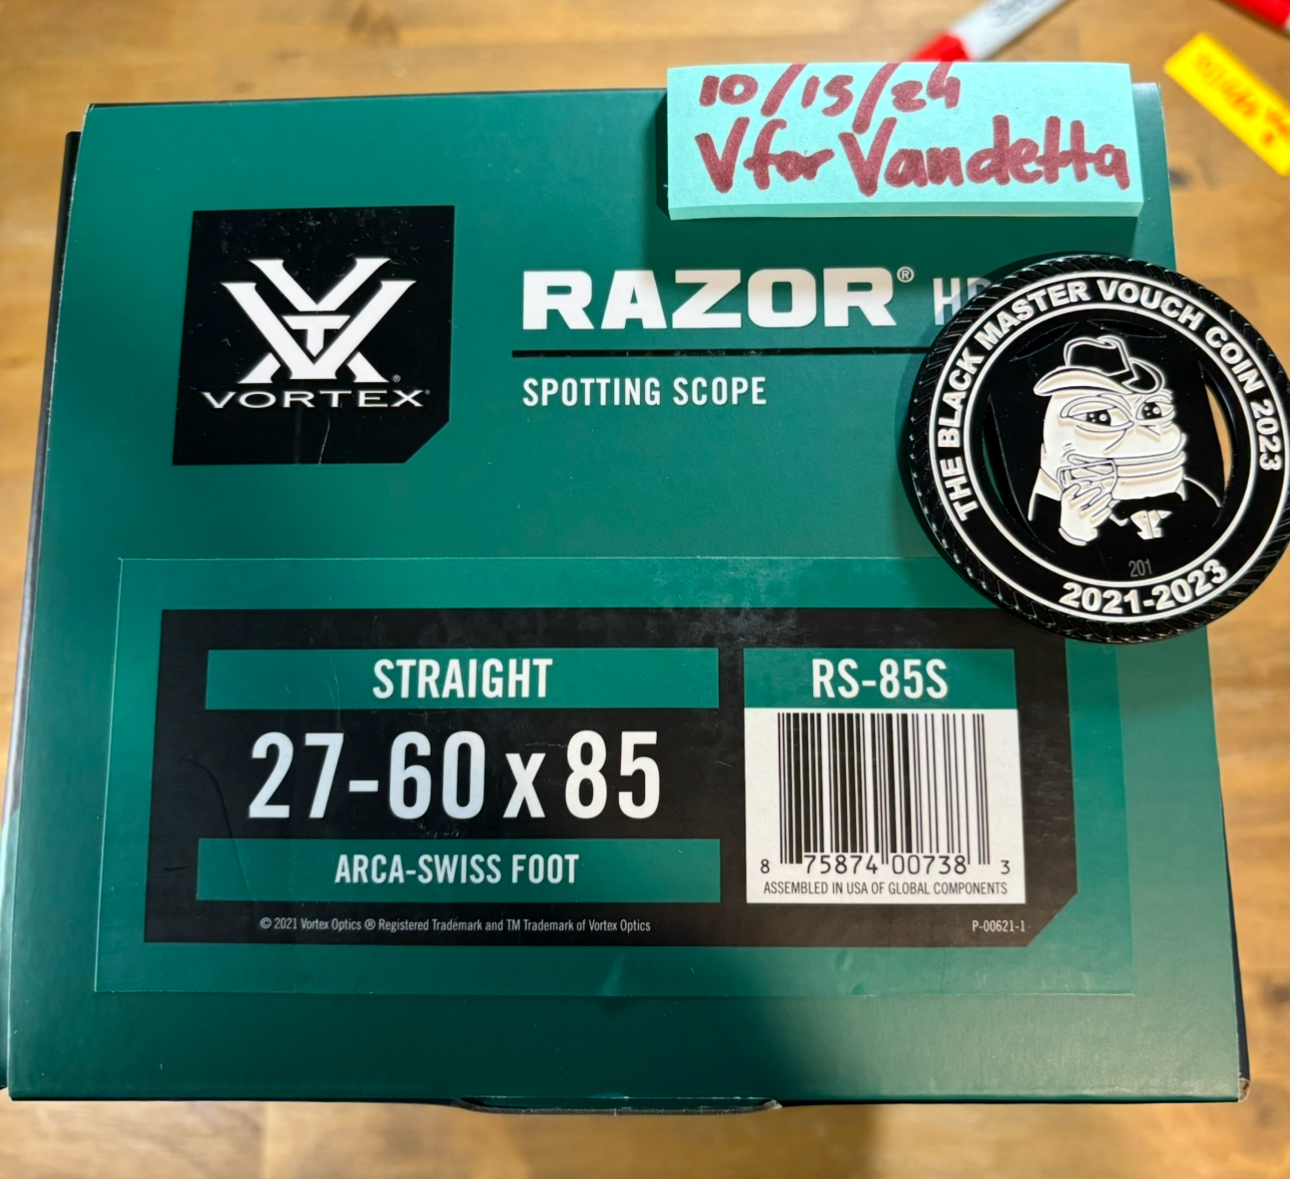 10/15/24
V for Vandetta
VORTEX®
RAZOR® HD
SPOTTING SCOPE
THE BLACK MASTER VOUCH COIN 2023
201
2021-2023
STRAIGHT
27-60x85
ARCA-SWISS FOOT
RS-85S
8 75874 00738 3
ASSEMBLED IN USA OF GLOBAL COMPONENTS
© 2021 Vortex Optics ® Registered Trademark and TM Trademark of Vortex Optics
P-00621-1